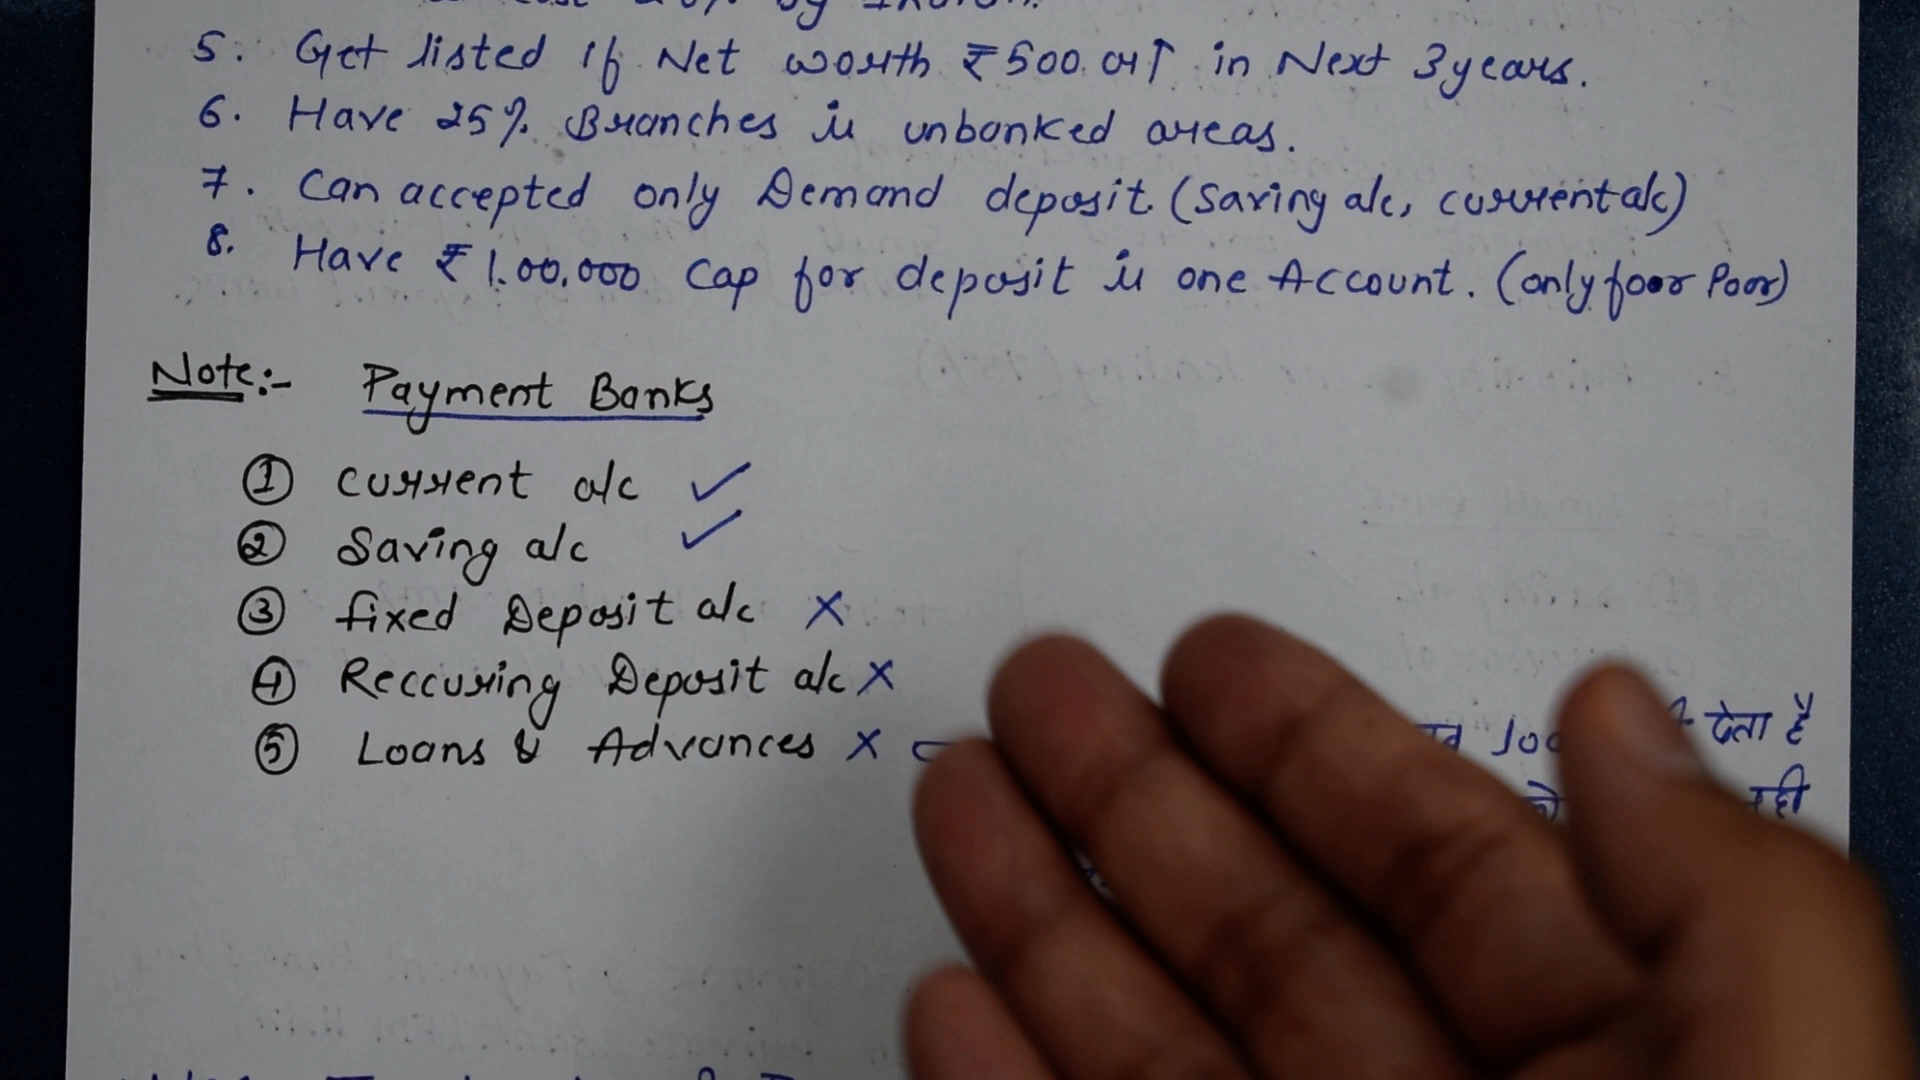 5. Get listed if Net worth ₹500 cr↑ in Next 3 years.
6. Have 25% Branches in unbanked areas.
7. Can accepted only Demand deposit (Saving a/c, current a/c)
8. Have ₹1,00,000 Cap for deposit in one Account. (only foor Poor)
Note:- Payment Banks
① Current a/c ✓
② Saving a/c ✓
③ fixed Deposit a/c ×
④ Reccuring Deposit a/c ×
⑤ Loans & Advances ×
देता है